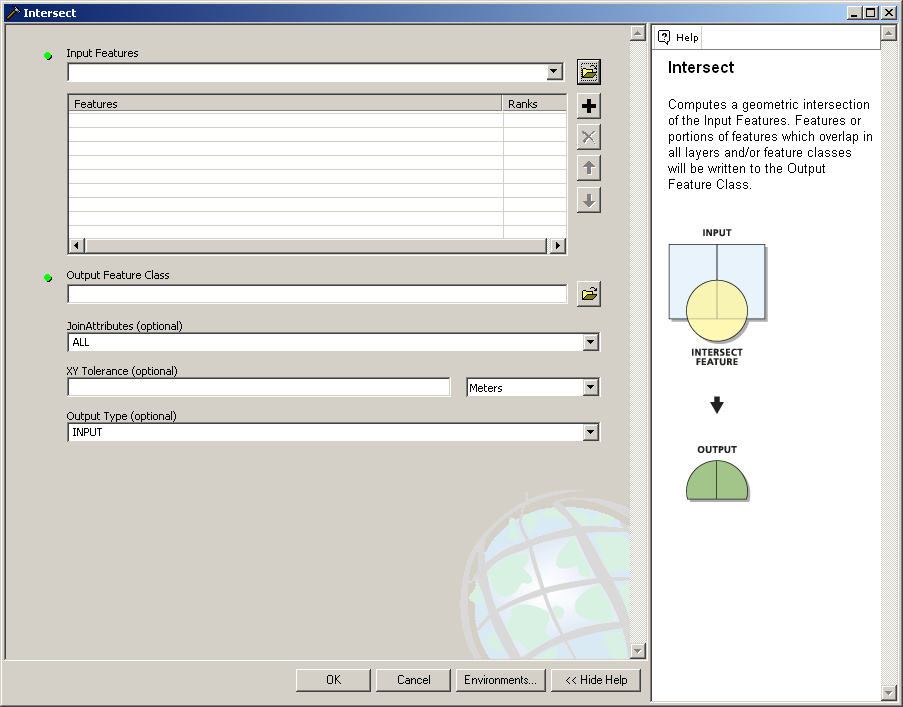 Intersect
Input Features
Features Ranks
Output Feature Class
JoinAttributes (optional)
ALL
XY Tolerance (optional)
Meters
Output Type (optional)
INPUT
OK Cancel Environments... << Hide Help
Help
Intersect
Computes a geometric intersection
of the Input Features. Features or
portions of features which overlap in
all layers and/or feature classes
will be written to the Output
Feature Class.
INPUT
INTERSECT
FEATURE
OUTPUT